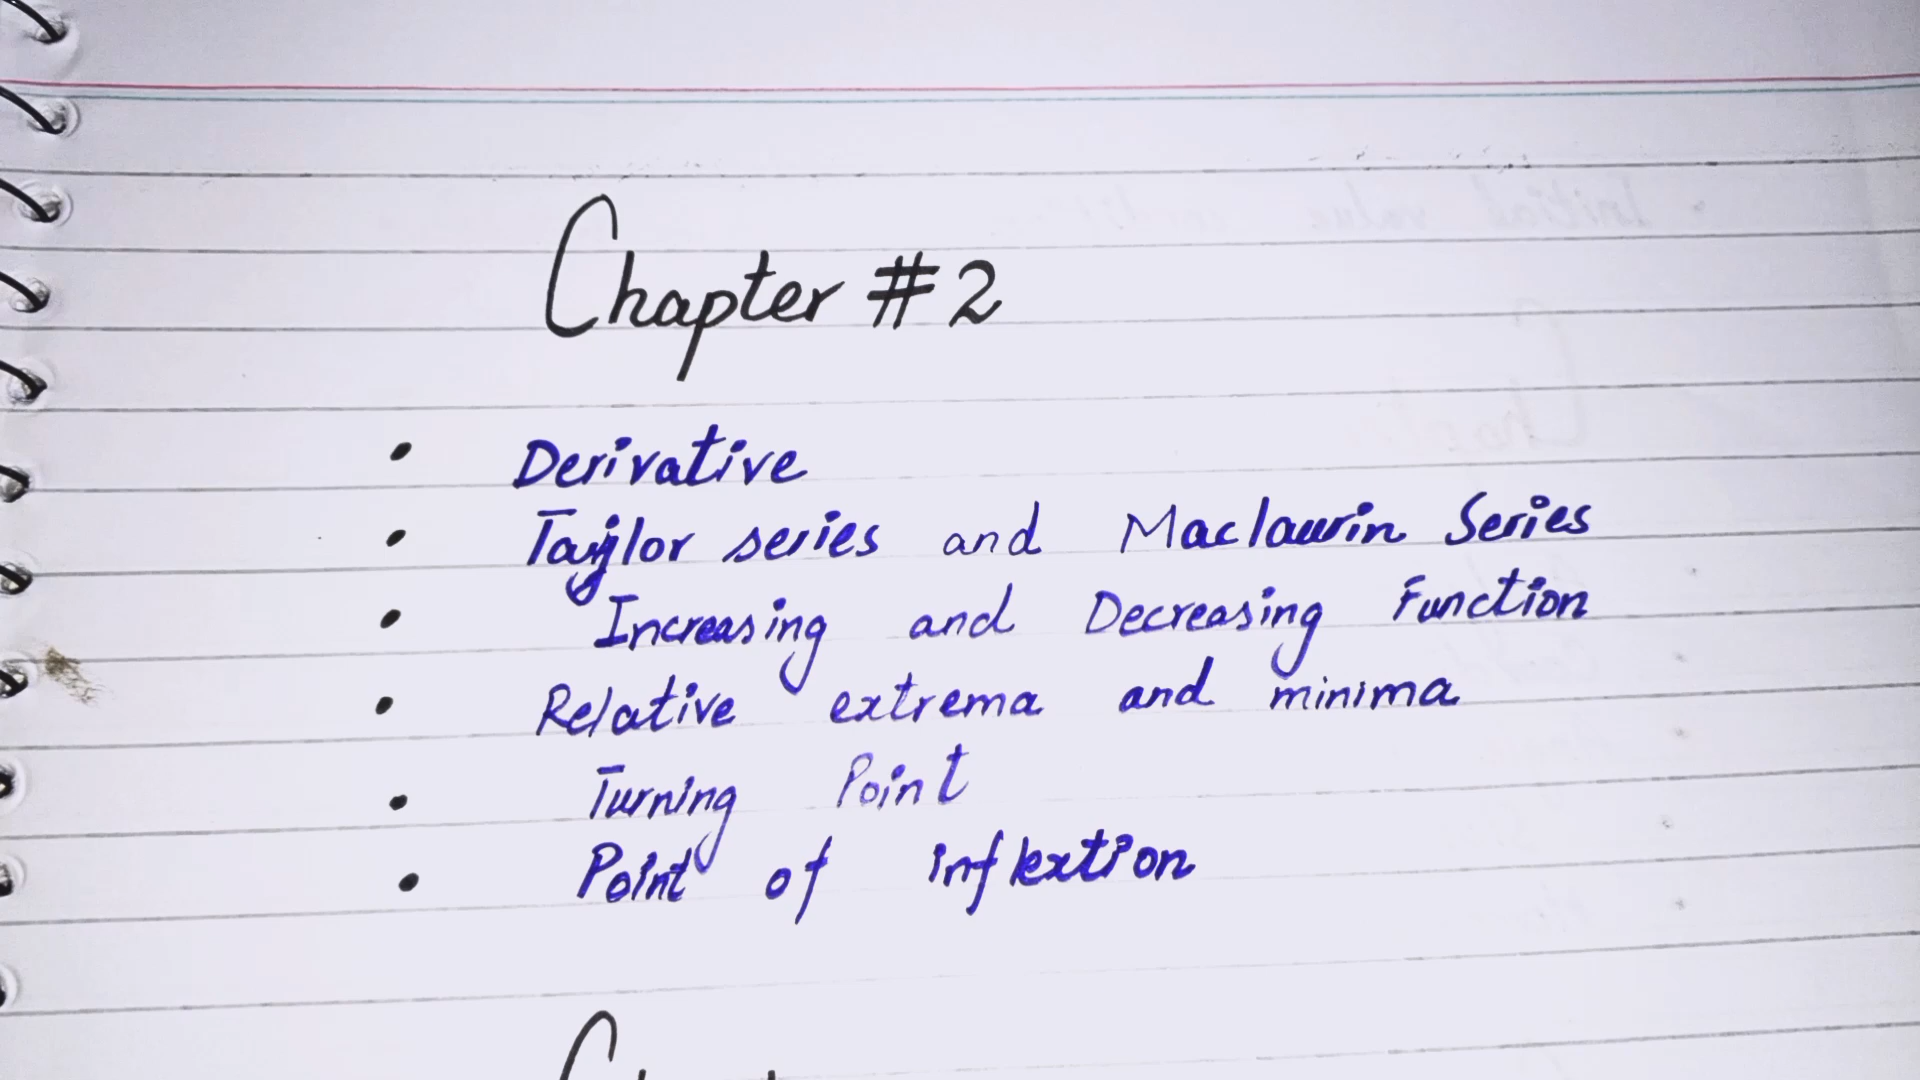 Chapter #2
• Derivative
• Taylor series and Maclaurin Series
• Increasing and Decreasing Function
• Relative extrema and minima
• Turning Point
• Point of inflextion